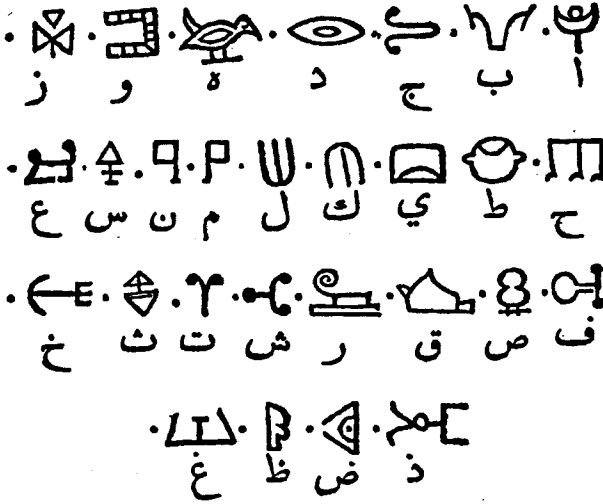 ا ب ج د ه و ز
ح ط ي ك ل م ن س ع
ف ص ق ر ش ت ث خ
ذ ض ظ غ